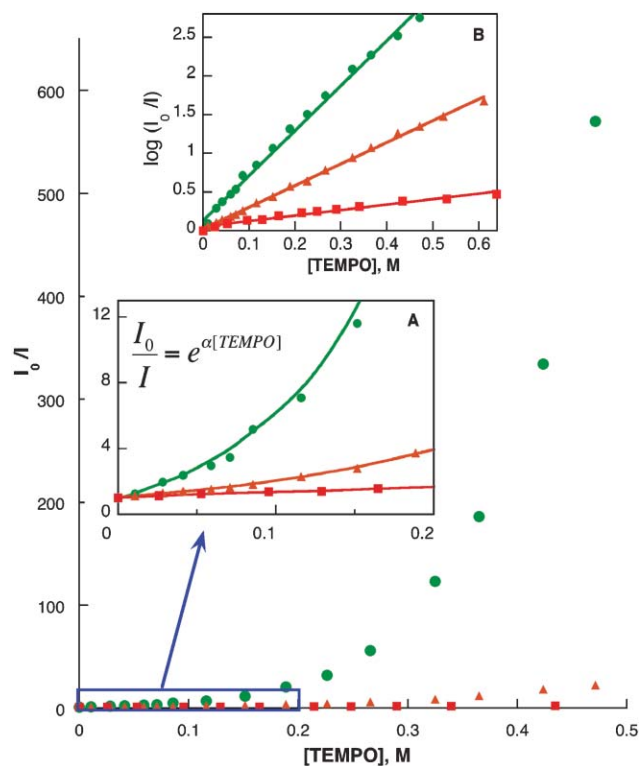 B
log (I0/I)
2.5
2
1.5
1
0.5
0
0 0.1 0.2 0.3 0.4 0.5 0.6
[TEMPO], M
A
I0/I = e^α[TEMPO]
12
8
4
0
0 0.1 0.2
I0/I
600
500
400
300
200
100
0
0 0.1 0.2 0.3 0.4 0.5
[TEMPO], M